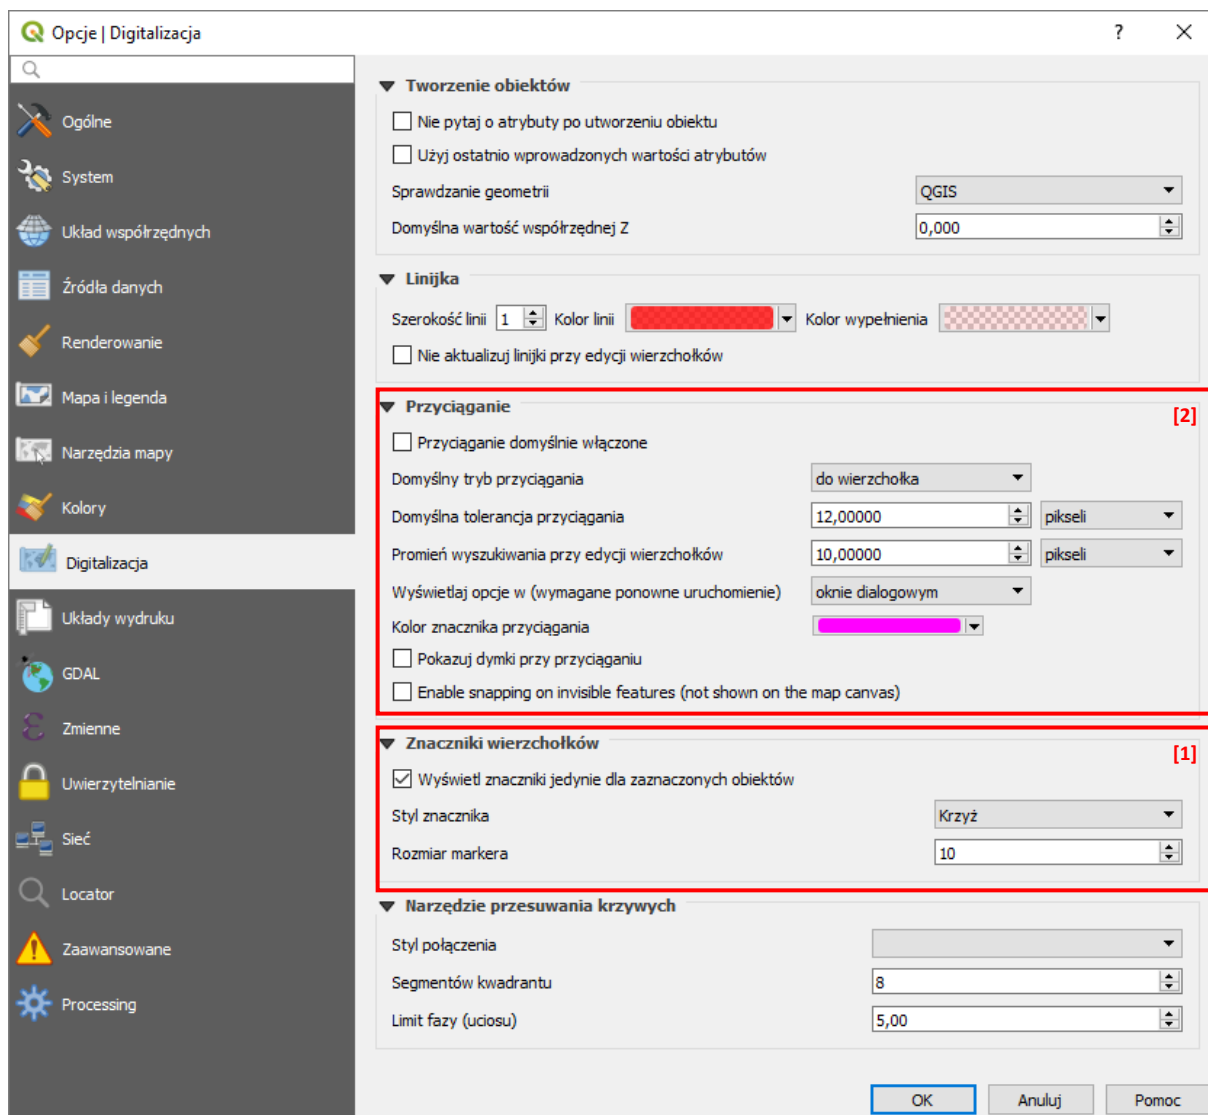 Opcje | Digitalizacja
?
Ogólne
System
Układ współrzędnych
Źródła danych
Renderowanie
Mapa i legenda
Narzędzia mapy
Kolory
Digitalizacja
Układy wydruku
GDAL
Zmienne
Uwierzytelnianie
Sieć
Locator
Zaawansowane
Processing
Tworzenie obiektów
Nie pytaj o atrybuty po utworzeniu obiektu
Użyj ostatnio wprowadzonych wartości atrybutów
Sprawdzanie geometrii QGIS
Domyślna wartość współrzędnej Z 0,000
Linijka
Szerokość linii 1 Kolor linii Kolor wypełnienia
Nie aktualizuj linijki przy edycji wierzchołków
Przyciąganie [2]
Przyciąganie domyślnie włączone
Domyślny tryb przyciągania do wierzchołka
Domyślna tolerancja przyciągania 12,00000 pikseli
Promień wyszukiwania przy edycji wierzchołków 10,00000 pikseli
Wyświetlaj opcje w (wymagane ponowne uruchomienie) oknie dialogowym
Kolor znacznika przyciągania
Pokazuj dymki przy przyciąganiu
Enable snapping on invisible features (not shown on the map canvas)
Znaczniki wierzchołków [1]
Wyświetl znaczniki jedynie dla zaznaczonych obiektów
Styl znacznika Krzyż
Rozmiar markera 10
Narzędzie przesuwania krzywych
Styl połączenia
Segmentów kwadrantu 8
Limit fazy (uciosu) 5,00
OK Anuluj Pomoc